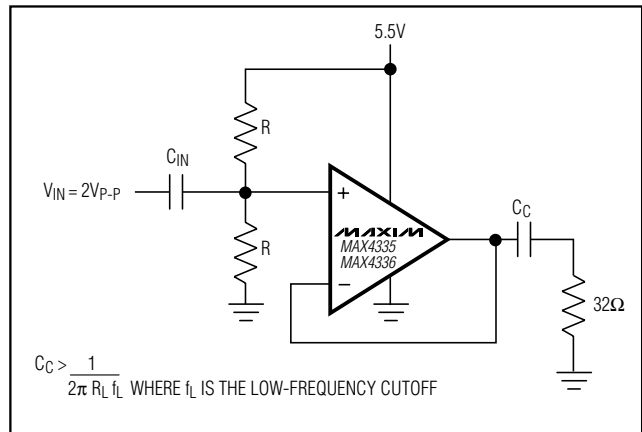 5.5V
R
C_IN
V_IN = 2V_P-P
+
MAXIM
MAX4335
MAX4336
C_C
R
−
32Ω
C_C > 1
2π R_L f_L WHERE f_L IS THE LOW-FREQUENCY CUTOFF